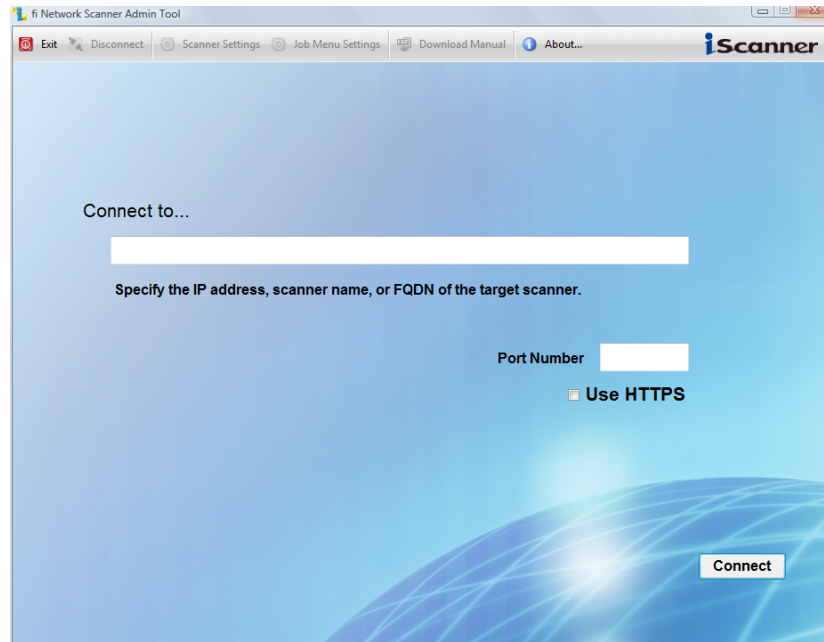 fi Network Scanner Admin Tool
Exit Disconnect Scanner Settings Job Menu Settings Download Manual About... iScanner
Connect to...
Specify the IP address, scanner name, or FQDN of the target scanner.
Port Number
Use HTTPS
Connect